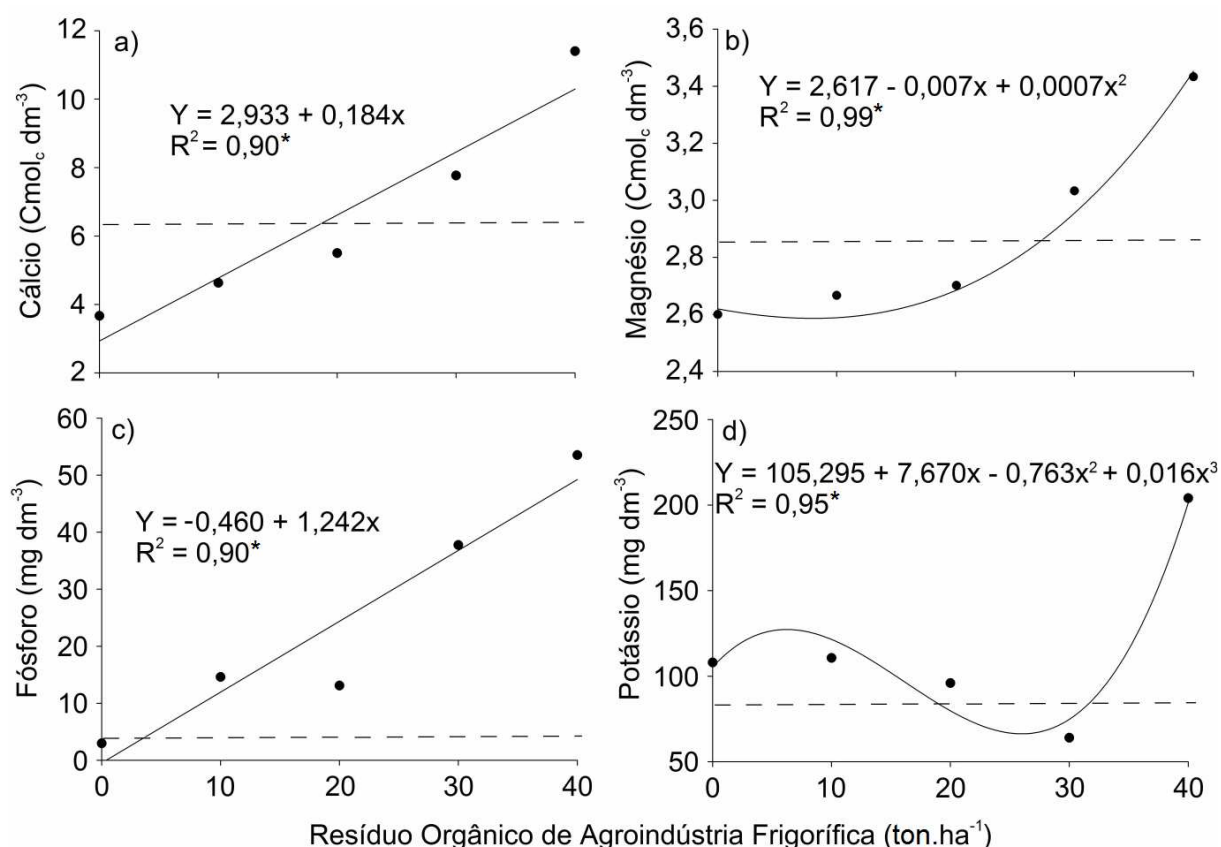 a)
Y = 2,933 + 0,184x
R² = 0,90*
Cálcio (Cmol_c dm⁻³)
12
10
8
6
4
2
b)
Y = 2,617 - 0,007x + 0,0007x²
R² = 0,99*
Magnésio (Cmol_c dm⁻³)
3,6
3,4
3,2
3,0
2,8
2,6
2,4
c)
Y = -0,460 + 1,242x
R² = 0,90*
Fósforo (mg dm⁻³)
60
50
40
30
20
10
0
0 10 20 30 40
d)
Y = 105,295 + 7,670x - 0,763x² + 0,016x³
R² = 0,95*
Potássio (mg dm⁻³)
250
200
150
100
50
0 10 20 30 40
Resíduo Orgânico de Agroindústria Frigorífica (ton.ha⁻¹)